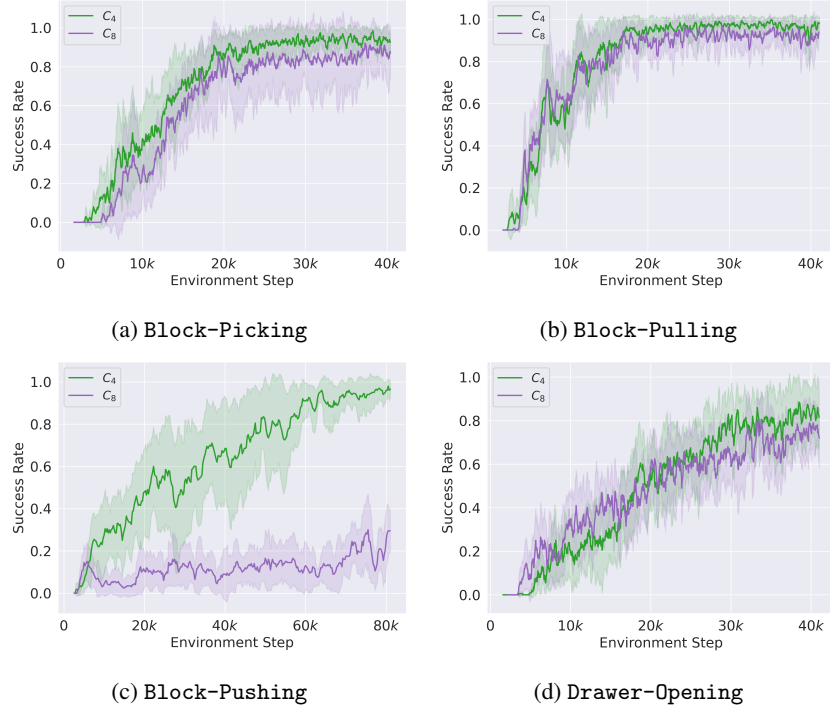 C₄
C₈
Success Rate
1.0
0.8
0.6
0.4
0.2
0.0
0
10k
20k
30k
40k
Environment Step
(a) Block-Picking
C₄
C₈
Success Rate
1.0
0.8
0.6
0.4
0.2
0.0
0
10k
20k
30k
40k
Environment Step
(b) Block-Pulling
C₄
C₈
Success Rate
1.0
0.8
0.6
0.4
0.2
0.0
0
20k
40k
60k
80k
Environment Step
(c) Block-Pushing
C₄
C₈
Success Rate
1.0
0.8
0.6
0.4
0.2
0.0
0
10k
20k
30k
40k
Environment Step
(d) Drawer-Opening